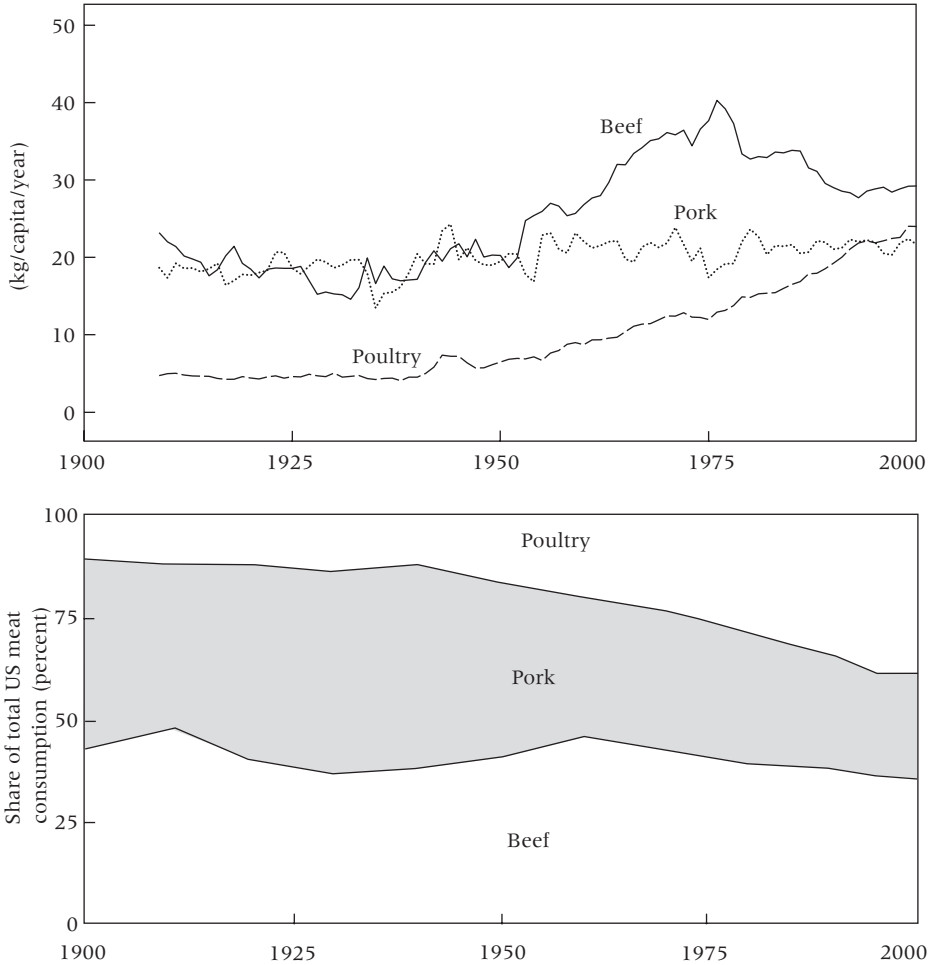 50
40
30
20
10
0
(kg/capita/year)
Beef
Pork
Poultry
1900
1925
1950
1975
2000
100
75
50
25
0
Share of total US meat
consumption (percent)
Poultry
Pork
Beef
1900
1925
1950
1975
2000